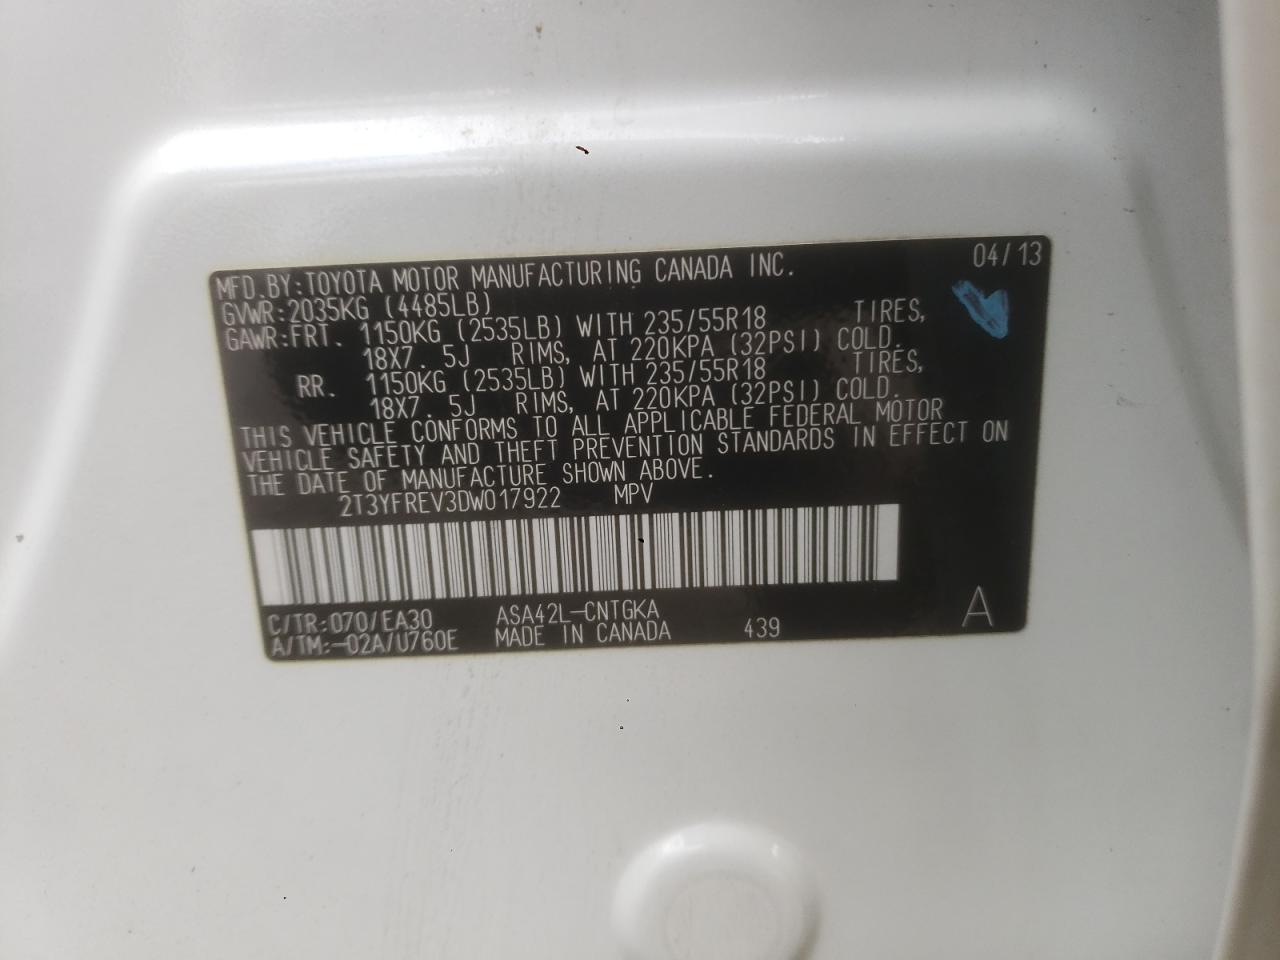 04/13
MFD.BY:TOYOTA MOTOR MANUFACTURING CANADA INC.
GVWR:2035KG (4485LB)
GAWR:FRT. 1150KG (2535LB) WITH 235/55R18 TIRES,
18X7. 5J RIMS, AT 220KPA (32PSI) COLD.
RR. 1150KG (2535LB) WITH 235/55R18 TIRES,
18X7. 5J RIMS, AT 220KPA (32PSI) COLD.
THIS VEHICLE CONFORMS TO ALL APPLICABLE FEDERAL MOTOR
VEHICLE SAFETY AND THEFT PREVENTION STANDARDS IN EFFECT ON
THE DATE OF MANUFACTURE SHOWN ABOVE.
2T3YFREV3DW017922 MPV
C/TR:070/EA30 ASA42L-CNTGKA
A/TM:-02A/U760E MADE IN CANADA 439 A